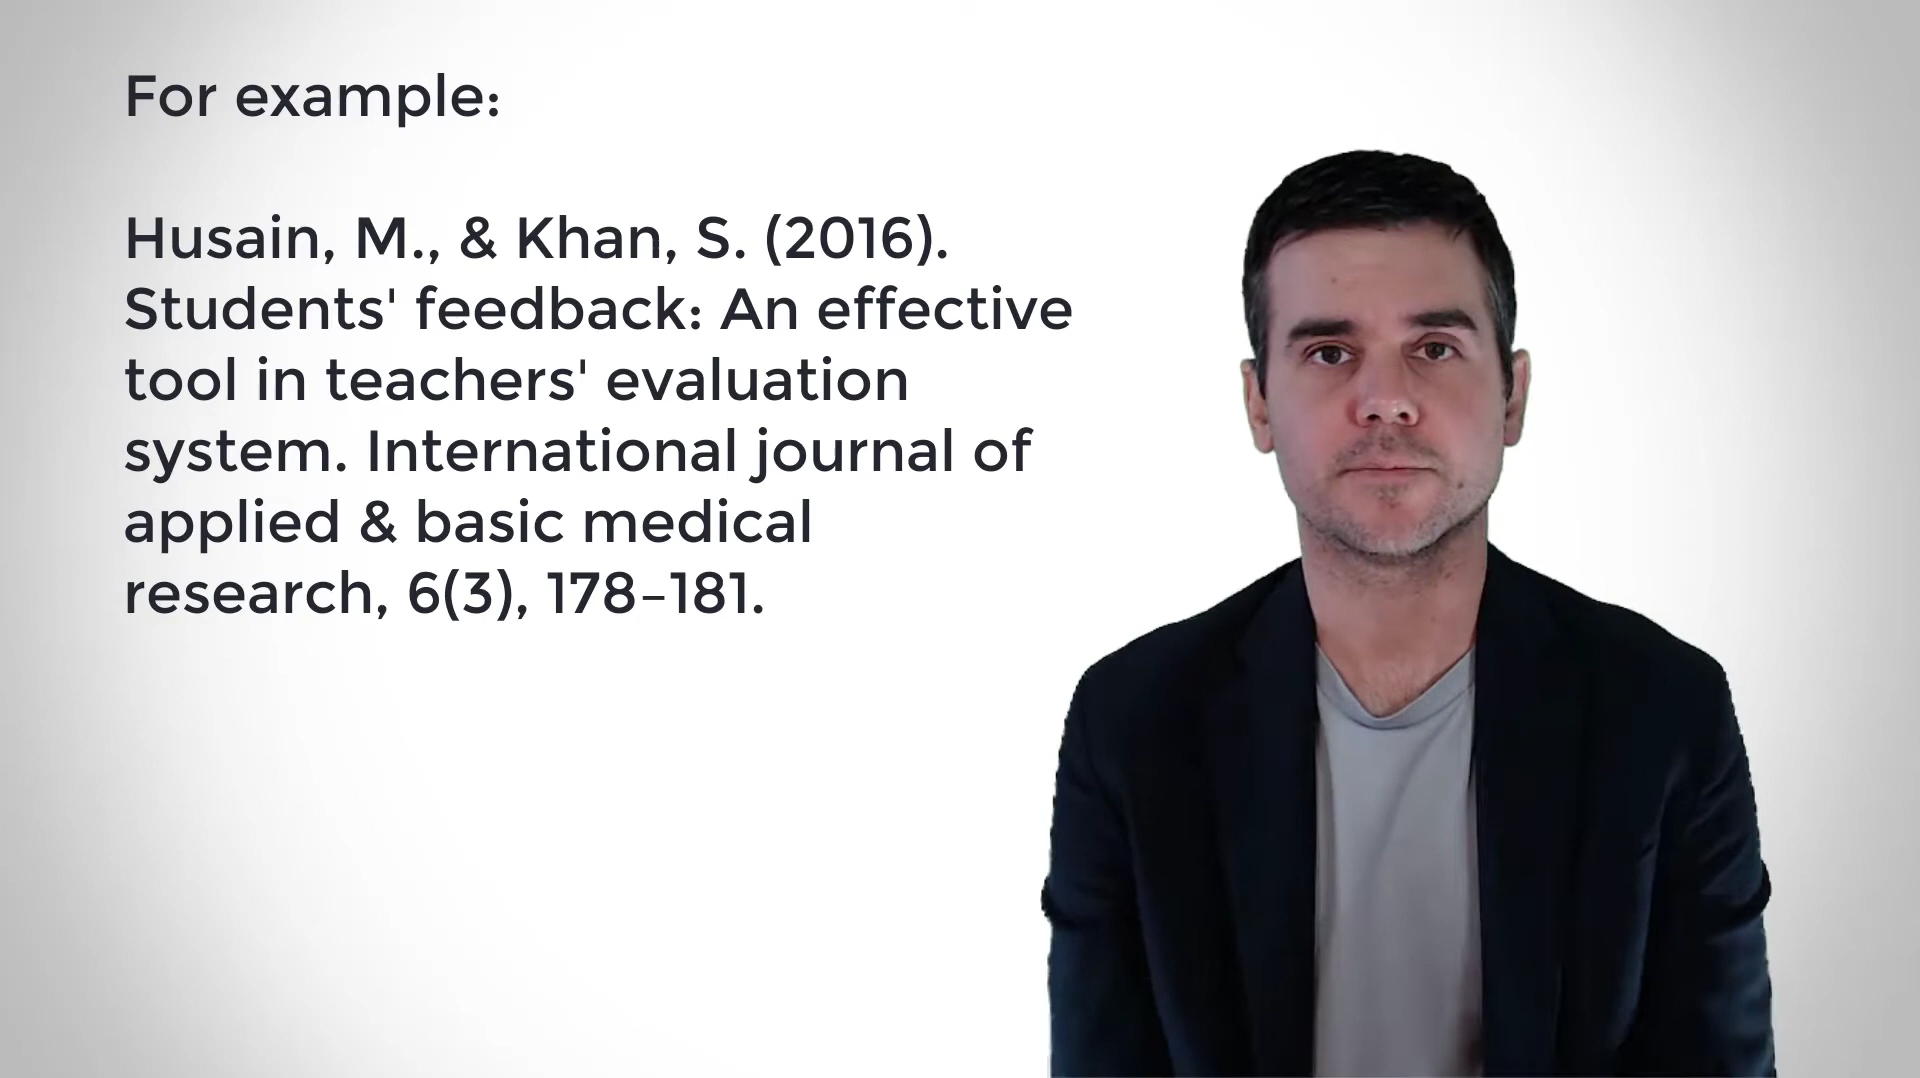 For example:
Husain, M., & Khan, S. (2016).
Students' feedback: An effective
tool in teachers' evaluation
system. International journal of
applied & basic medical
research, 6(3), 178–181.